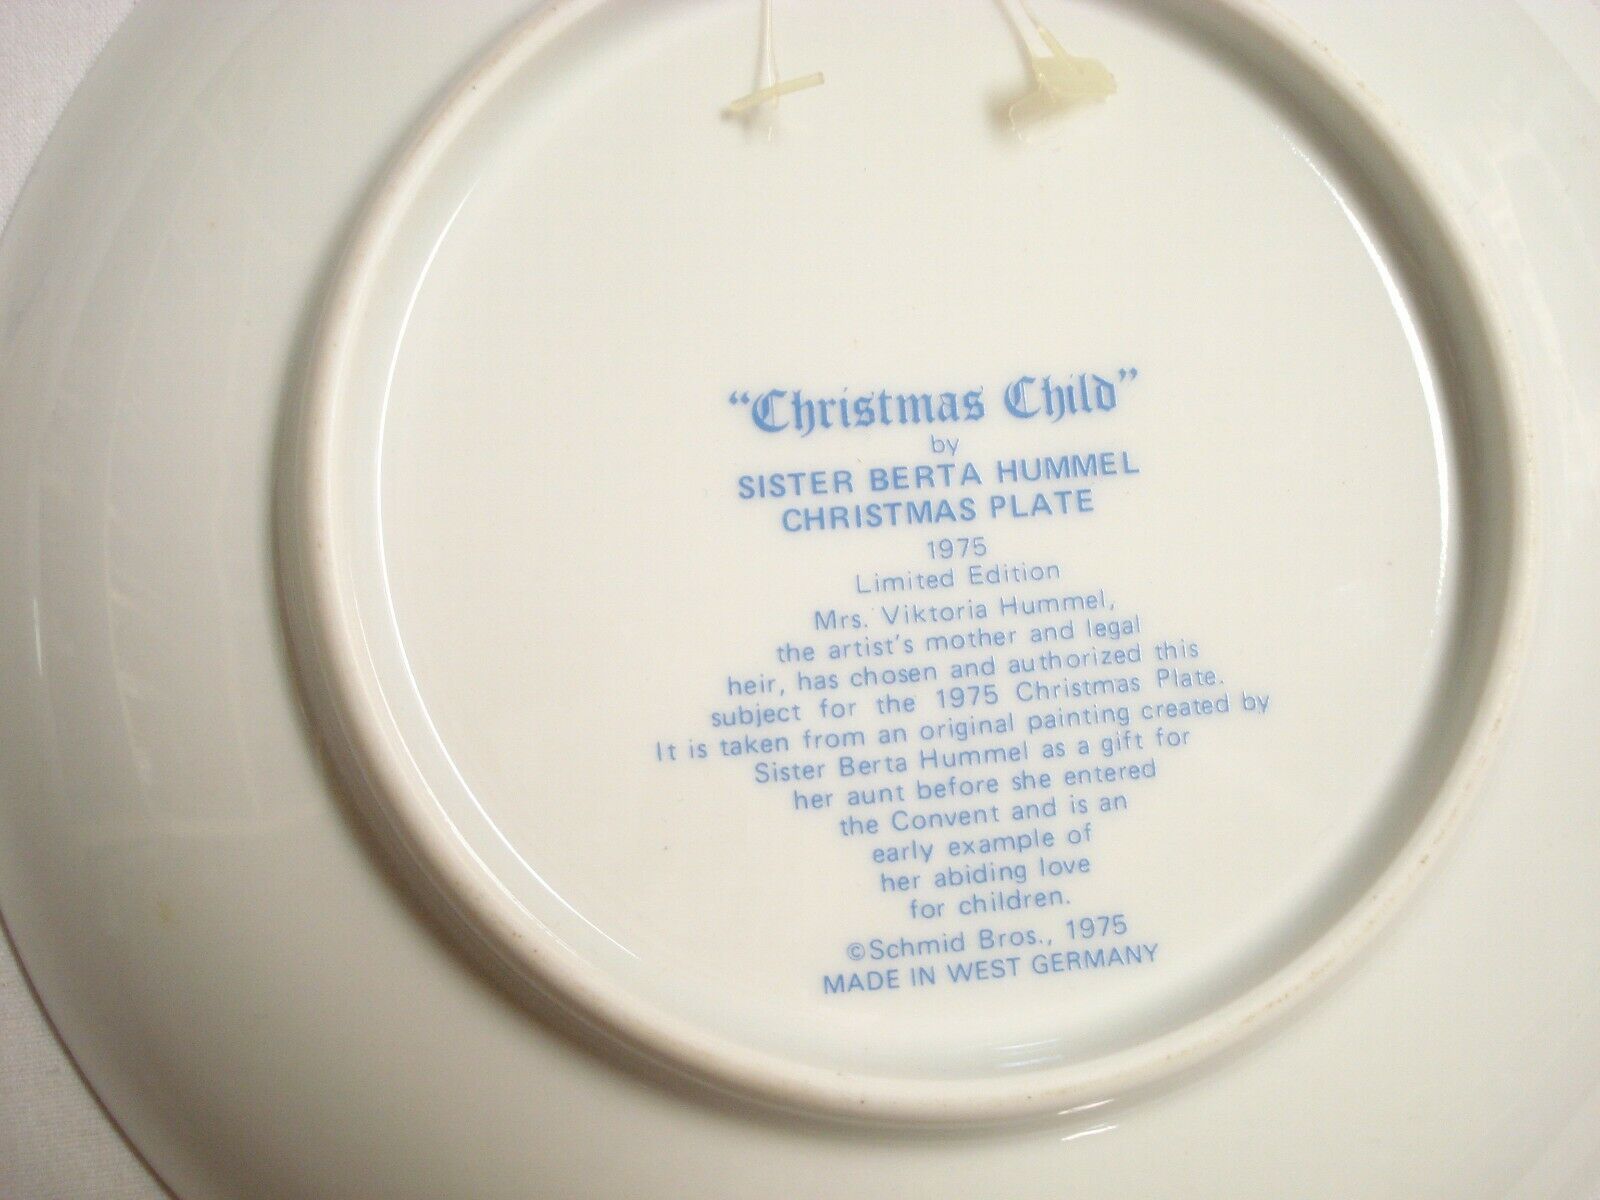 “Christmas Child”
by
SISTER BERTA HUMMEL
CHRISTMAS PLATE
1975
Limited Edition
Mrs. Viktoria Hummel,
the artist's mother and legal
heir, has chosen and authorized this
subject for the 1975 Christmas Plate.
It is taken from an original painting created by
Sister Berta Hummel as a gift for
her aunt before she entered
the Convent and is an
early example of
her abiding love
for children.
©Schmid Bros., 1975
MADE IN WEST GERMANY